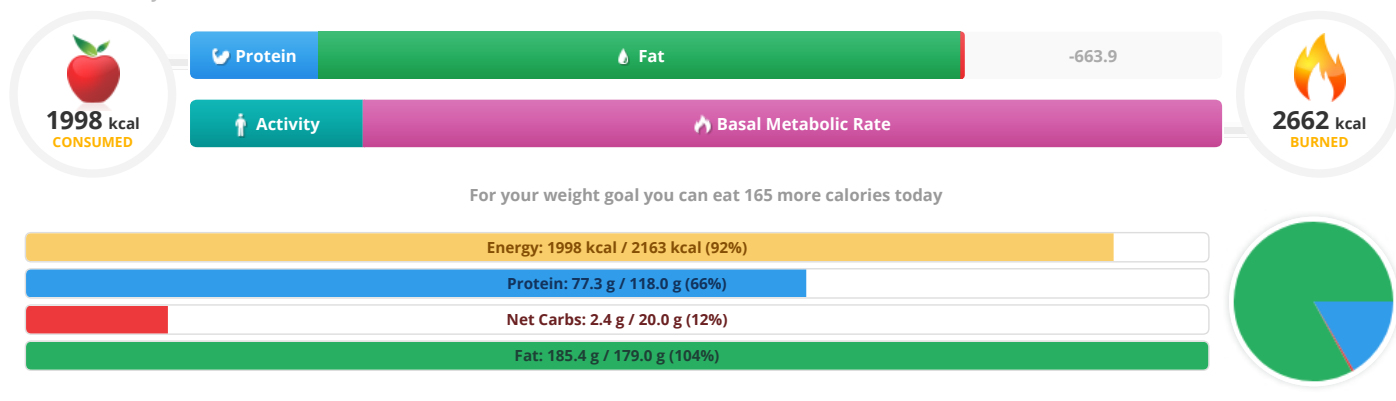 Protein
Fat
-663.9
1998 kcal
CONSUMED
2662 kcal
BURNED
Activity
Basal Metabolic Rate
For your weight goal you can eat 165 more calories today
Energy: 1998 kcal / 2163 kcal (92%)
Protein: 77.3 g / 118.0 g (66%)
Net Carbs: 2.4 g / 20.0 g (12%)
Fat: 185.4 g / 179.0 g (104%)